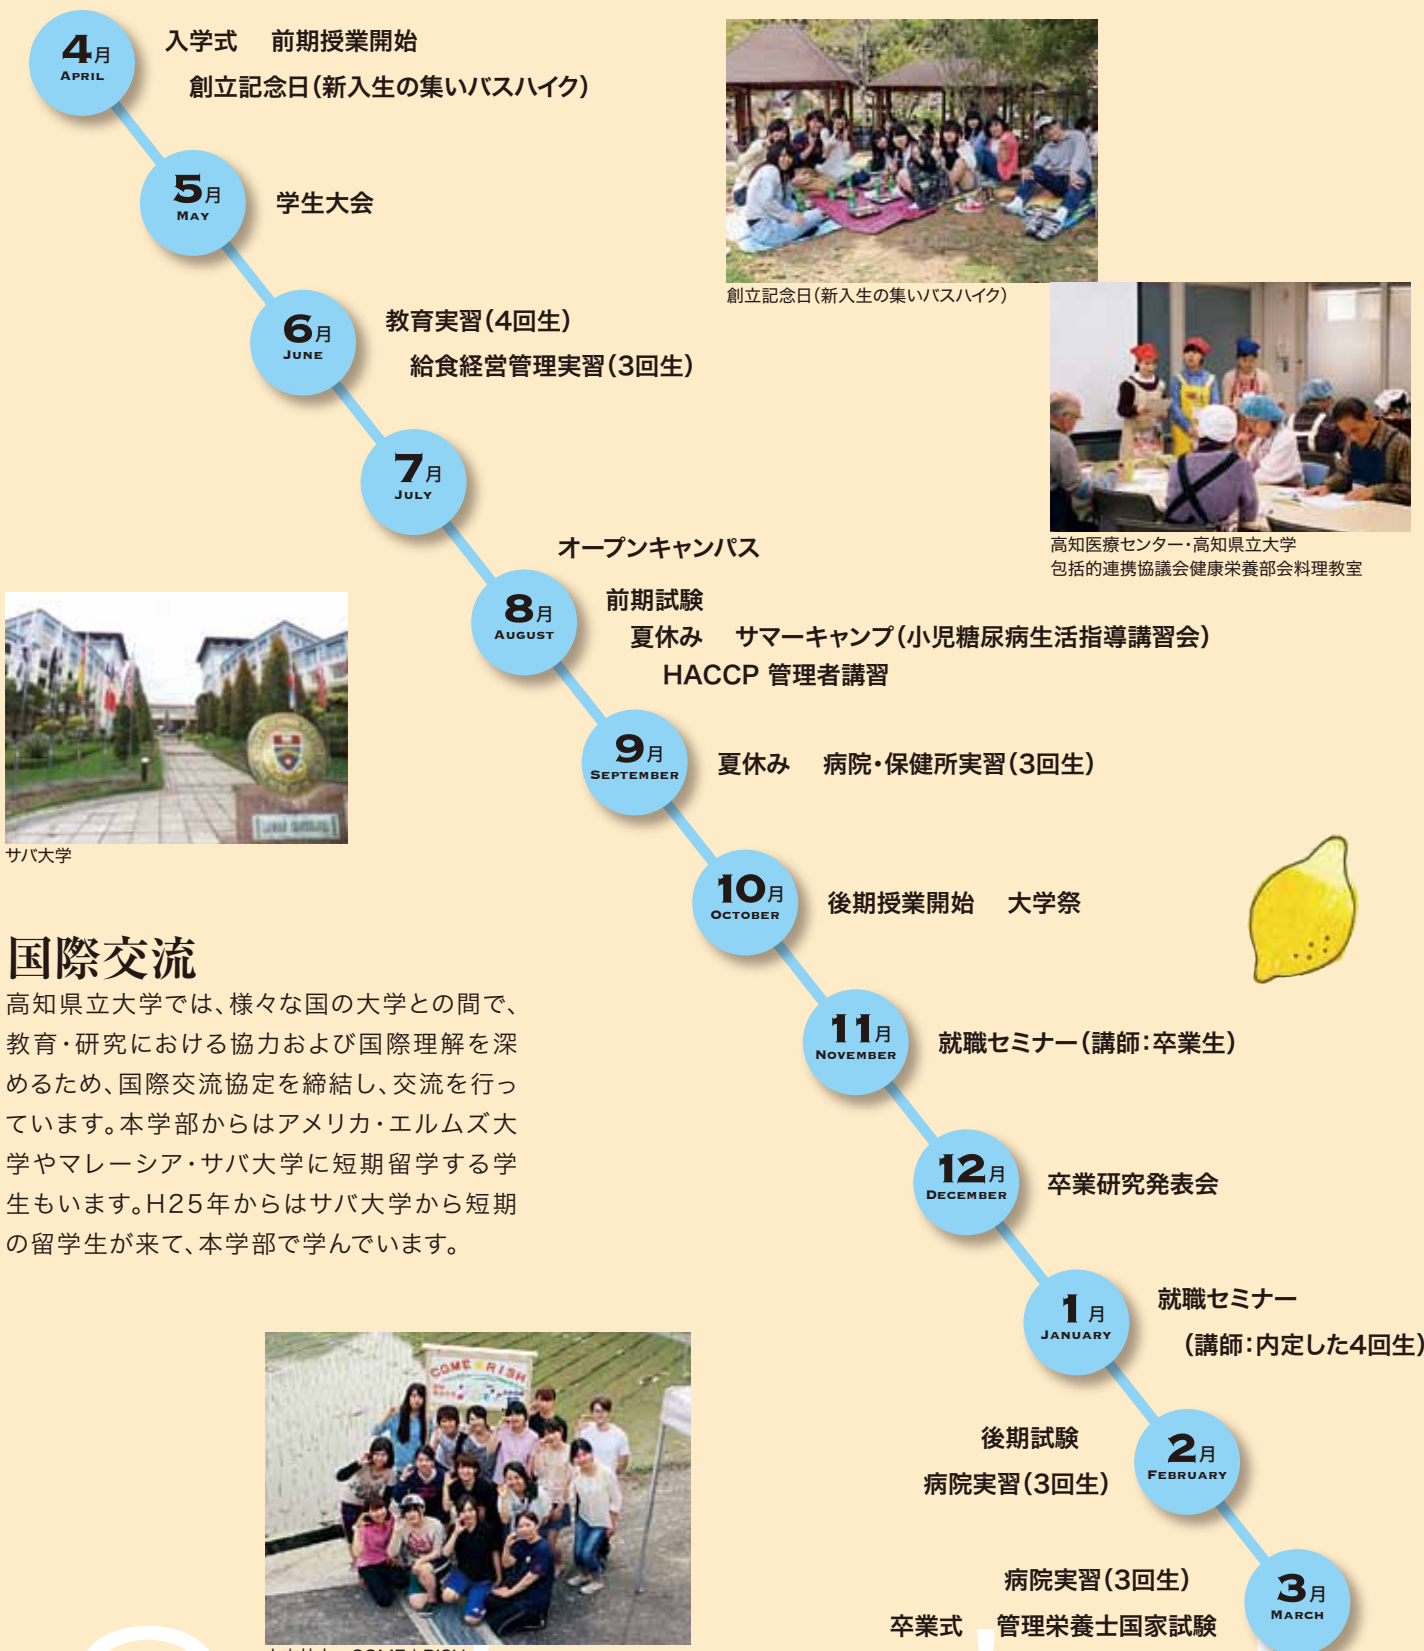 4月
APRIL
入学式 前期授業開始
創立記念日(新入生の集いバスハイク)
5月
MAY
学生大会
創立記念日(新入生の集いバスハイク)
6月
JUNE
教育実習(4回生)
給食経営管理実習(3回生)
7月
JULY
高知医療センター・高知県立大学
包括的連携協議会健康栄養部会料理教室
オープンキャンパス
8月
AUGUST
前期試験
夏休み サマーキャンプ(小児糖尿病生活指導講習会)
HACCP 管理者講習
サバ大学
9月
SEPTEMBER
夏休み 病院・保健所実習(3回生)
10月
OCTOBER
後期授業開始 大学祭
国際交流
高知県立大学では、様々な国の大学との間で、
教育・研究における協力および国際理解を深
めるため、国際交流協定を締結し、交流を行っ
ています。本学部からはアメリカ・エルムズ大
学やマレーシア・サバ大学に短期留学する学
生もいます。H25年からはサバ大学から短期
の留学生が来て、本学部で学んでいます。
11月
NOVEMBER
就職セミナー(講師:卒業生)
12月
DECEMBER
卒業研究発表会
1月
JANUARY
就職セミナー
(講師:内定した4回生)
COME★RISH
2月
FEBRUARY
後期試験
病院実習(3回生)
3月
MARCH
病院実習(3回生)
卒業式 管理栄養士国家試験